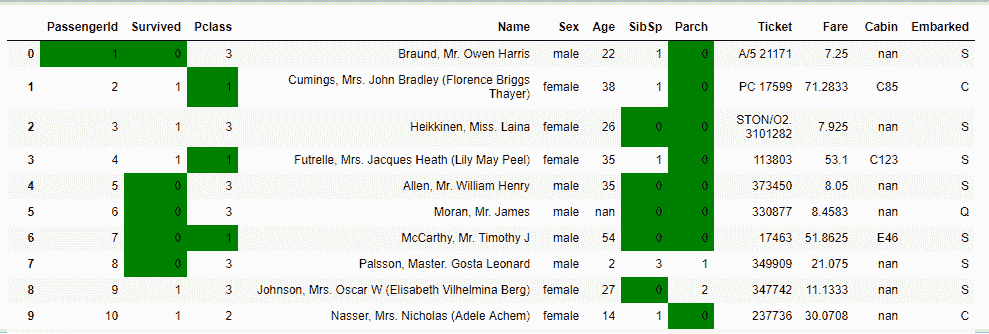 PassengerId Survived Pclass Name Sex Age SibSp Parch Ticket Fare Cabin Embarked
0 1 0 3 Braund, Mr. Owen Harris male 22 1 0 A/5 21171 7.25 nan S
1 2 1 1 Cumings, Mrs. John Bradley (Florence Briggs
Thayer) female 38 1 0 PC 17599 71.2833 C85 C
2 3 1 3 Heikkinen, Miss. Laina female 26 0 0 STON/O2.
3101282 7.925 nan S
3 4 1 1 Futrelle, Mrs. Jacques Heath (Lily May Peel) female 35 1 0 113803 53.1 C123 S
4 5 0 3 Allen, Mr. William Henry male 35 0 0 373450 8.05 nan S
5 6 0 3 Moran, Mr. James male nan 0 0 330877 8.4583 nan Q
6 7 0 1 McCarthy, Mr. Timothy J male 54 0 0 17463 51.8625 E46 S
7 8 0 3 Palsson, Master. Gosta Leonard male 2 3 1 349909 21.075 nan S
8 9 1 3 Johnson, Mrs. Oscar W (Elisabeth Vilhelmina Berg) female 27 0 2 347742 11.1333 nan S
9 10 1 2 Nasser, Mrs. Nicholas (Adele Achem) female 14 1 0 237736 30.0708 nan C